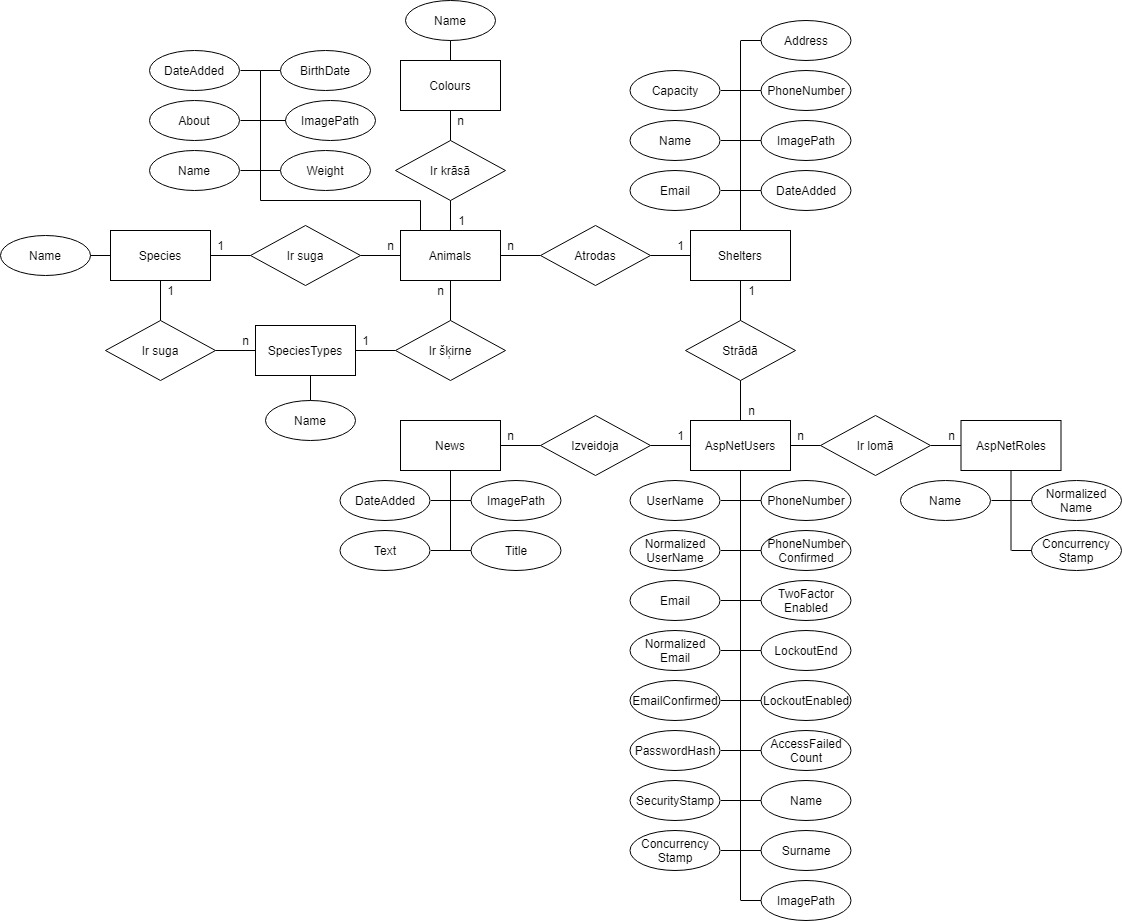 Name
Address
DateAdded
BirthDate
Colours
Capacity
PhoneNumber
About
ImagePath
n
Name
ImagePath
Name
Weight
Ir krāsā
Email
DateAdded
1
Name
Species
1
Ir suga
n
Animals
n
Atrodas
1
Shelters
1
n
1
Ir suga
n
SpeciesTypes
1
Ir šķirne
Strādā
Name
n
News
n
Izveidoja
1
AspNetUsers
n
Ir lomā
n
AspNetRoles
DateAdded
ImagePath
UserName
PhoneNumber
Name
Normalized
Name
Text
Title
Normalized
UserName
PhoneNumber
Confirmed
Concurrency
Stamp
Email
TwoFactor
Enabled
Normalized
Email
LockoutEnd
EmailConfirmed
LockoutEnabled
PasswordHash
AccessFailed
Count
SecurityStamp
Name
Concurrency
Stamp
Surname
ImagePath